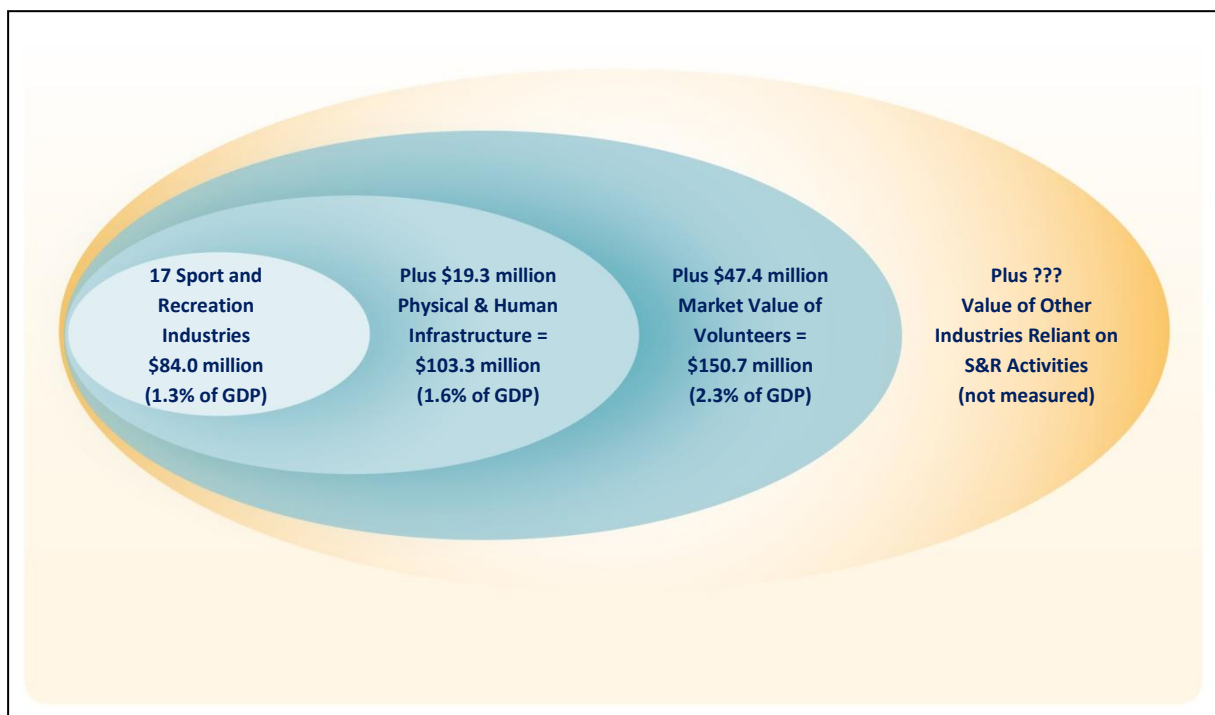 17 Sport and
Recreation
Industries
$84.0 million
(1.3% of GDP)
Plus $19.3 million
Physical & Human
Infrastructure =
$103.3 million
(1.6% of GDP)
Plus $47.4 million
Market Value of
Volunteers =
$150.7 million
(2.3% of GDP)
Plus ???
Value of Other
Industries Reliant on
S&R Activities
(not measured)